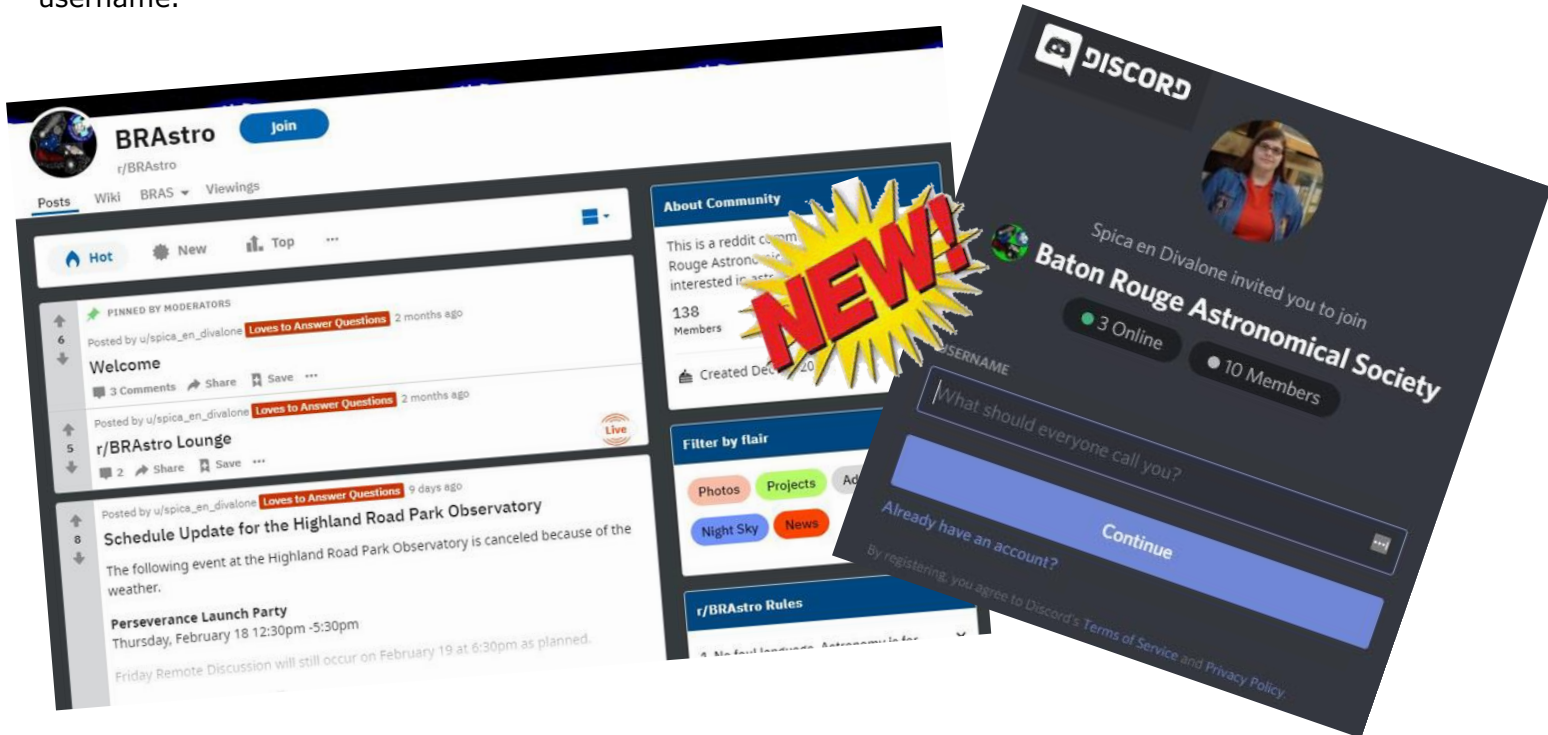 username.
BRAstro
Join
r/BRAstro
Posts Wiki BRAS Viewings
Hot New Top ...
PINNED BY MODERATORS
6
Posted by u/spica_en_divalone Loves to Answer Questions 2 months ago
Welcome
3 Comments Share Save ...
Posted by u/spica_en_divalone Loves to Answer Questions 2 months ago
5
r/BRAstro Lounge
Live
2 Share Save ...
Posted by u/spica_en_divalone Loves to Answer Questions 9 days ago
8
Schedule Update for the Highland Road Park Observatory
The following event at the Highland Road Park Observatory is canceled because of the
weather.
Perseverance Launch Party
Thursday, February 18 12:30pm -5:30pm
Friday Remote Discussion will still occur on February 19 at 6:30pm as planned.
About Community
This is a reddit
Rouge
interested in
138
Members
Created
NEW!
Filter by flair
Photos Projects
Night Sky News
r/BRAstro Rules
No foul language. Astronomy is for
DISCORD
Spica en Divalone invited you to join
Baton Rouge Astronomical Society
3 Online 10 Members
USERNAME
What should everyone call you?
Continue
Already have an account?
By registering, you agree to Discord's Terms of Service and Privacy Policy.